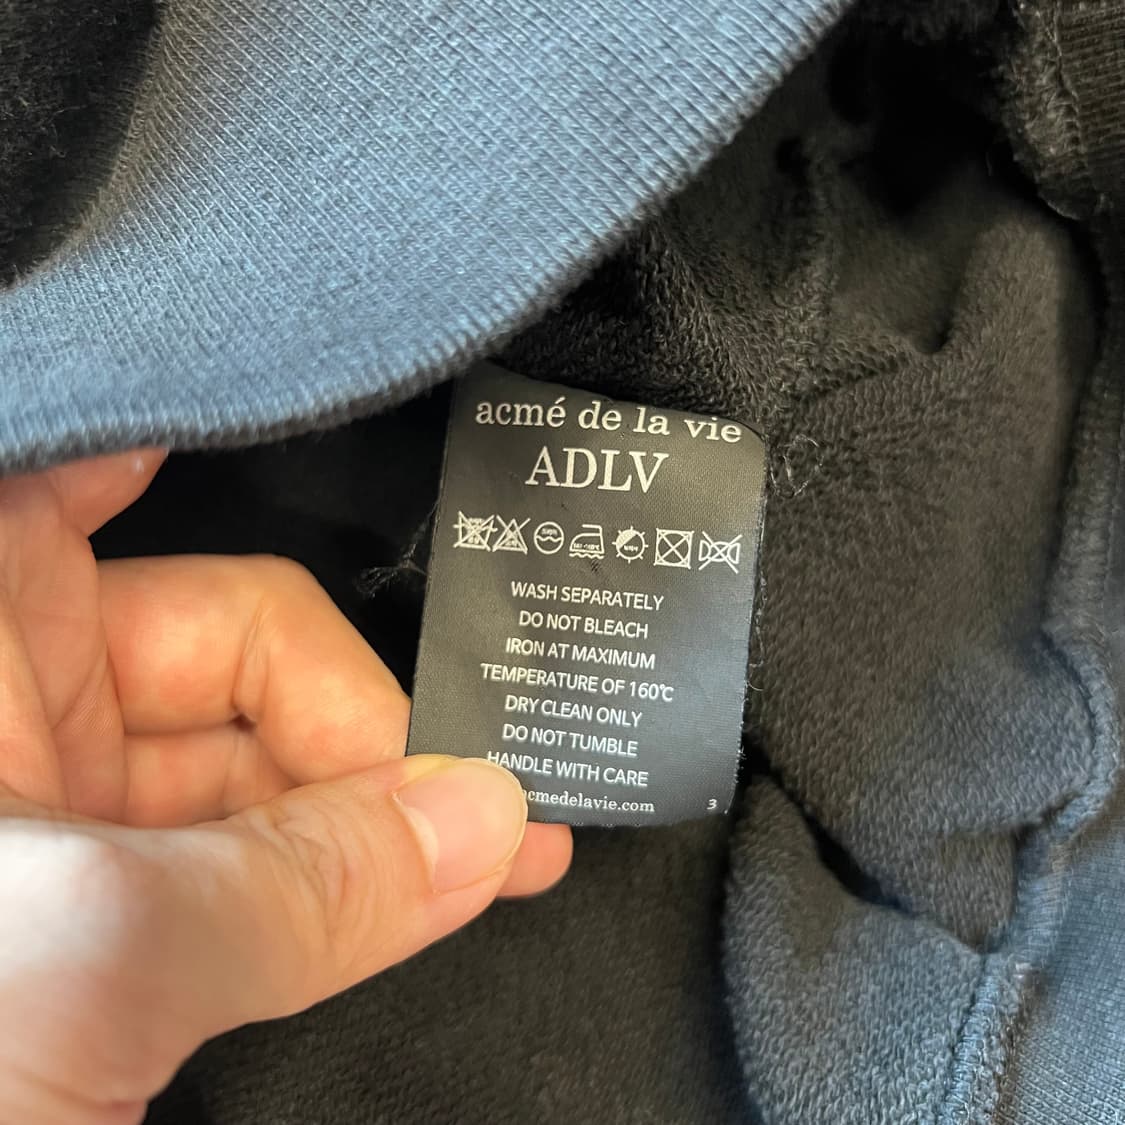 acmé de la vie
ADLV
WASH SEPARATELY
DO NOT BLEACH
IRON AT MAXIMUM
TEMPERATURE OF 160℃
DRY CLEAN ONLY
DO NOT TUMBLE
HANDLE WITH CARE
acmedelavie.com
3